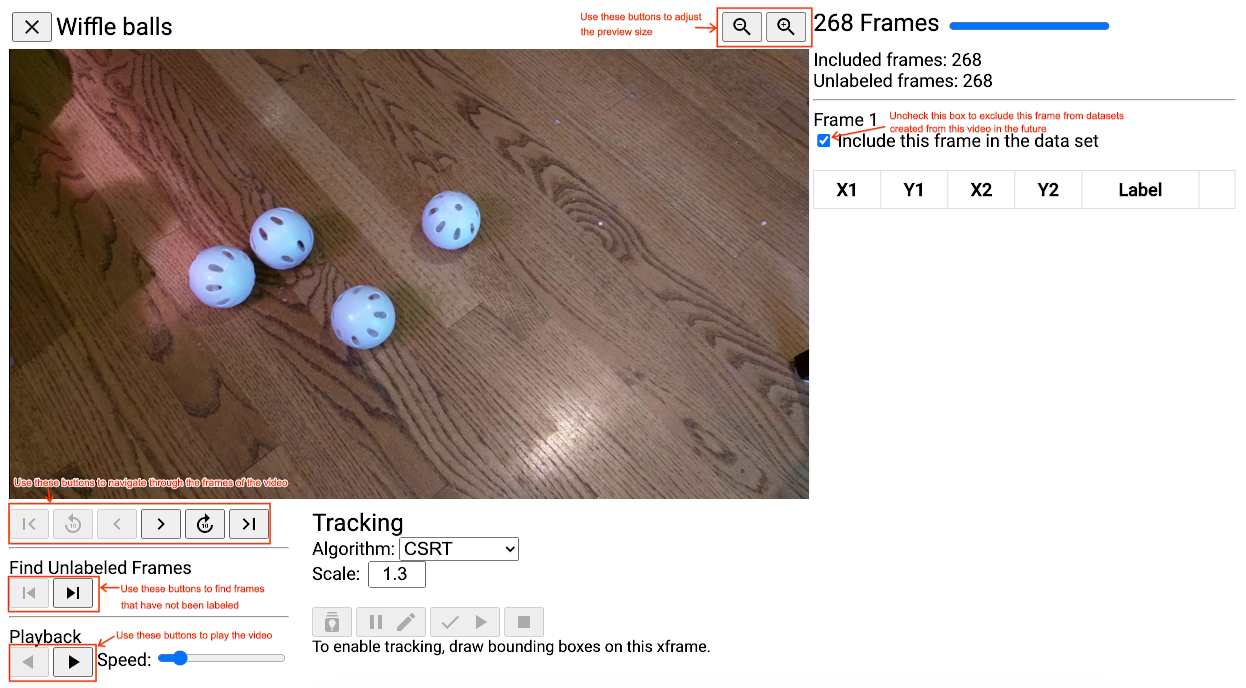 Wiffle balls
Use these buttons to adjust
the preview size
268 Frames
Included frames: 268
Unlabeled frames: 268
Frame 1
Uncheck this box to exclude this frame from datasets
created from this video in the future
Include this frame in the data set
X1 Y1 X2 Y2 Label
Use these buttons to navigate through the frames of the video
10 10
Find Unlabeled Frames
Use these buttons to find frames
that have not been labeled
Playback
Use these buttons to play the video
Speed:
Tracking
Algorithm: CSRT
Scale: 1.3
To enable tracking, draw bounding boxes on this xframe.